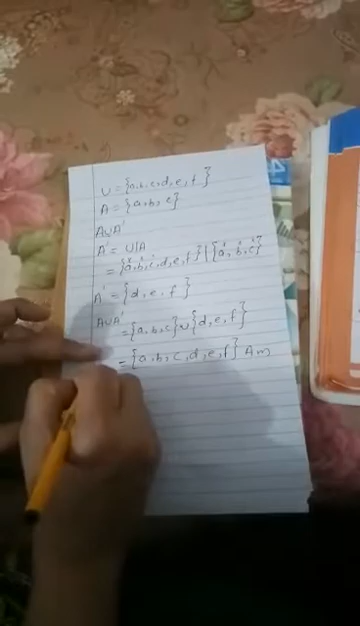 U = {a, b, c, d, e, f}
A = {a, b, c}
A∪A'
A' = U\A
= {a, b, c, d, e, f} \ {a, b, c}
A' = {d, e, f}
A∪A'
= {a, b, c} ∪ {d, e, f}
= {a, b, c, d, e, f} Ans